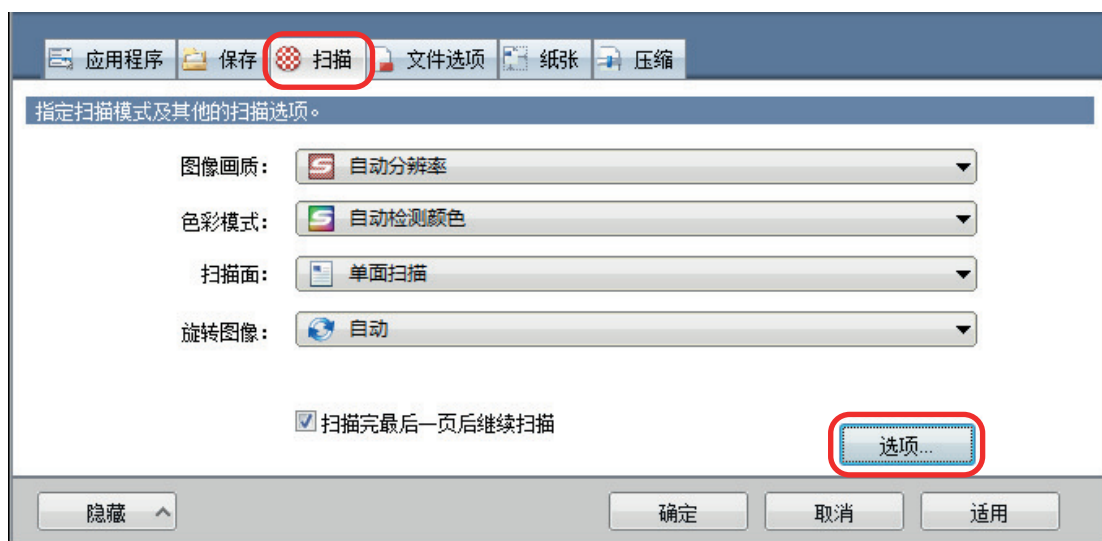 应用程序 保存 扫描 文件选项 纸张 压缩
指定扫描模式及其他的扫描选项。
图像画质: 自动分辨率
色彩模式: 自动检测颜色
扫描面: 单面扫描
旋转图像: 自动
扫描完最后一页后继续扫描
选项...
隐藏 确定 取消 适用